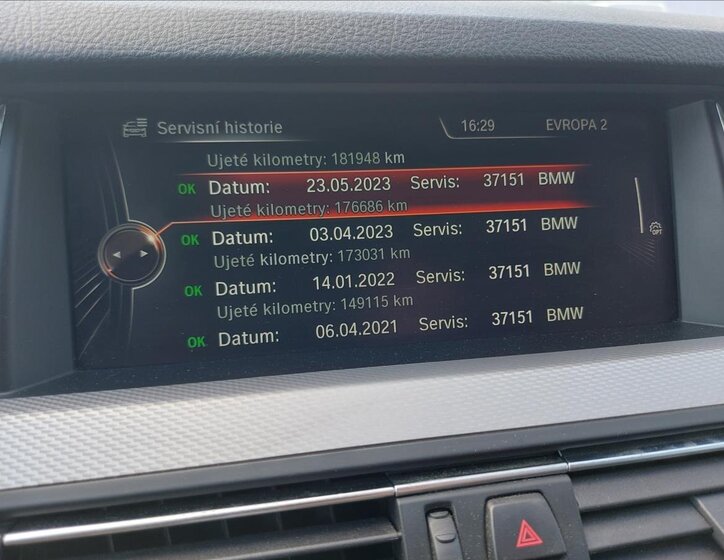 Servisní historie 16:29 EVROPA 2
Ujeté kilometry: 181948 km
OK Datum: 23.05.2023 Servis: 37151 BMW
Ujeté kilometry: 176686 km
OK Datum: 03.04.2023 Servis: 37151 BMW
Ujeté kilometry: 173031 km
OK Datum: 14.01.2022 Servis: 37151 BMW
Ujeté kilometry: 149115 km
OK Datum: 06.04.2021 Servis: 37151 BMW
OPT